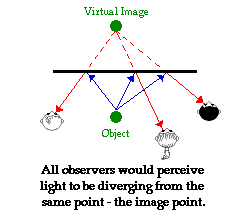 Virtual Image
Object
All observers would perceive
light to be diverging from the
same point - the image point.